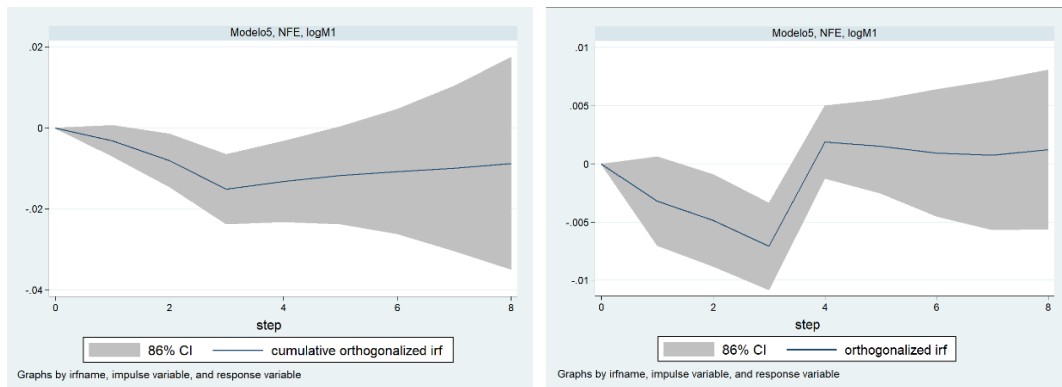 Modelo5, NFE, logM1
.02
0
-.02
-.04
0
2
4
6
8
step
86% CI
cumulative orthogonalized irf
Graphs by irfname, impulse variable, and response variable
Modelo5, NFE, logM1
.01
.005
0
-.005
-.01
0
2
4
6
8
step
86% CI
orthogonalized irf
Graphs by irfname, impulse variable, and response variable